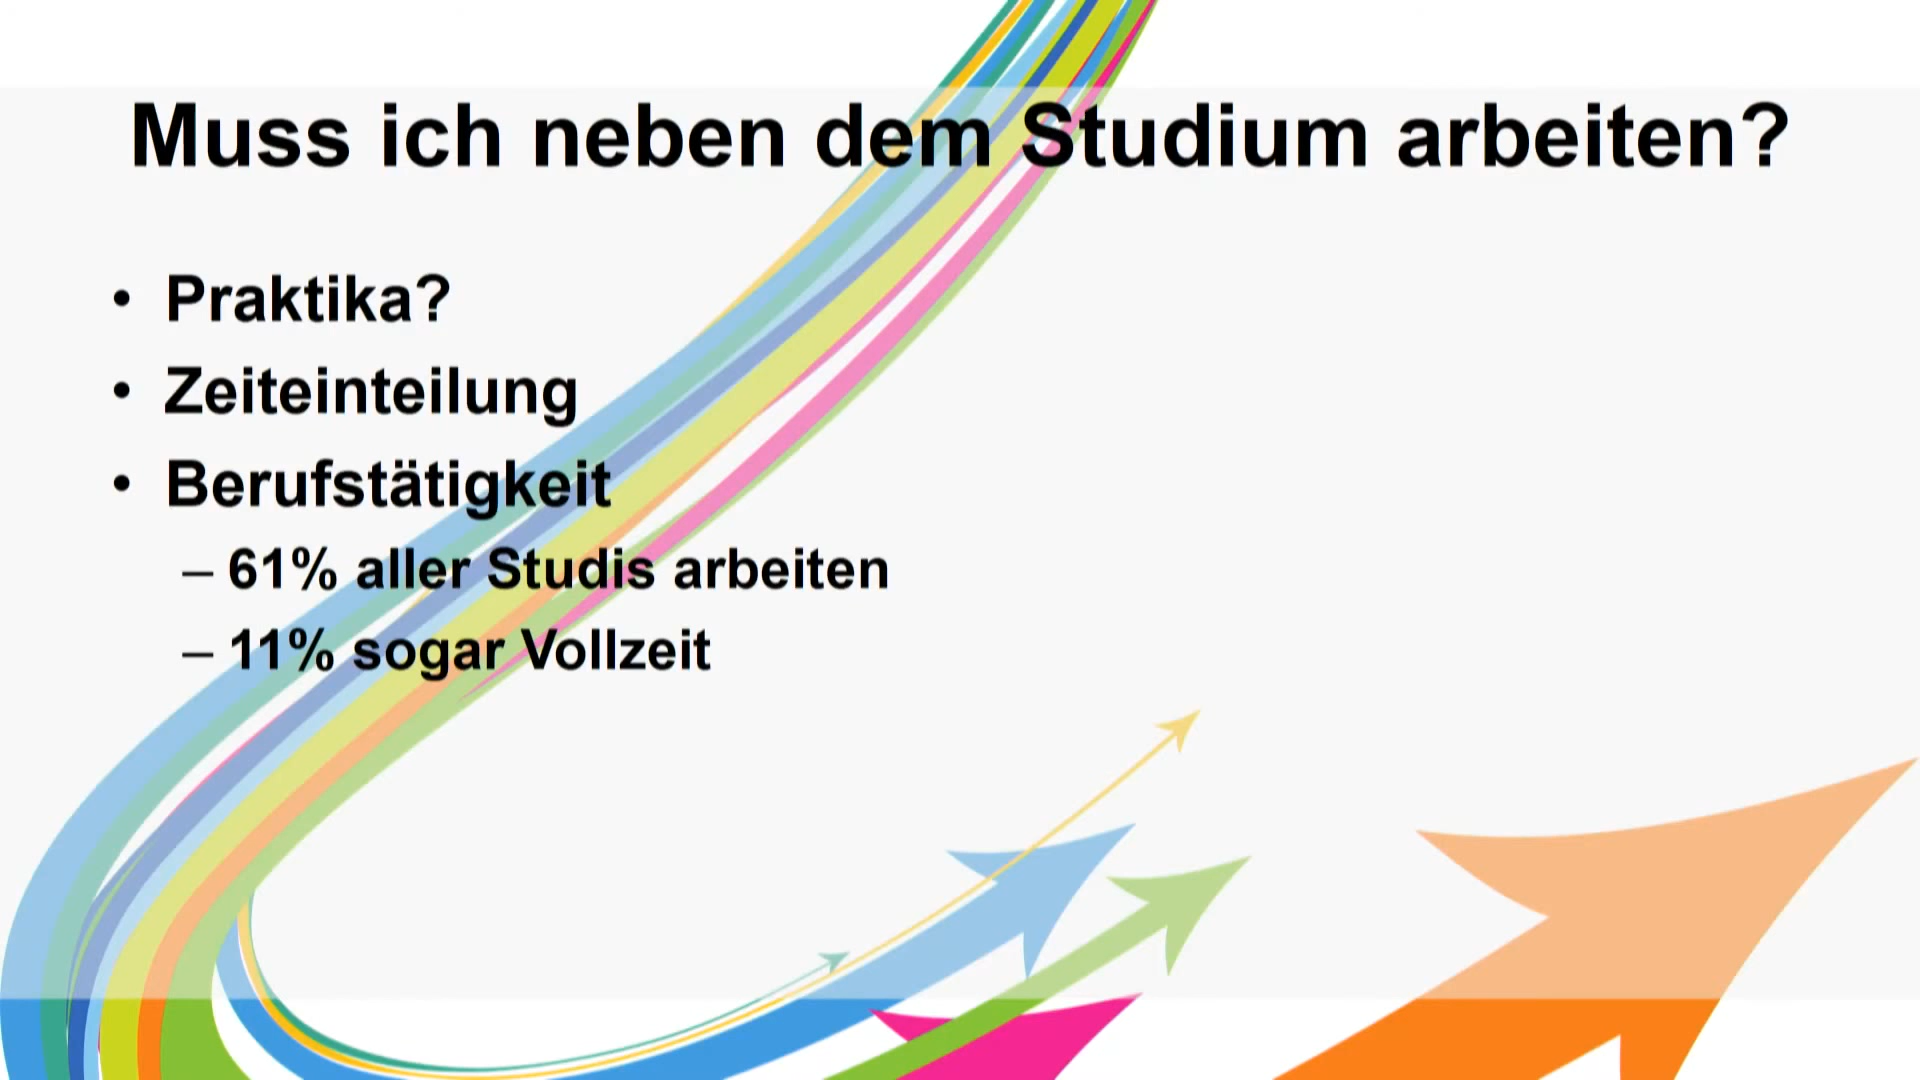 Muss ich neben dem Studium arbeiten?
• Praktika?
• Zeiteinteilung
• Berufstätigkeit
– 61% aller Studis arbeiten
– 11% sogar Vollzeit